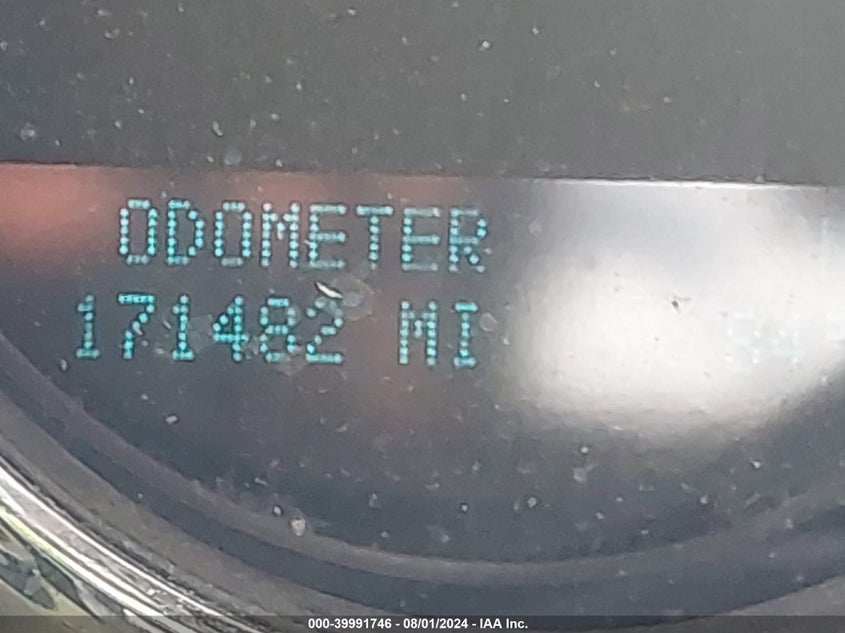 ODOMETER
171482 MI
000-39991746 - 08/01/2024 - IAA Inc.